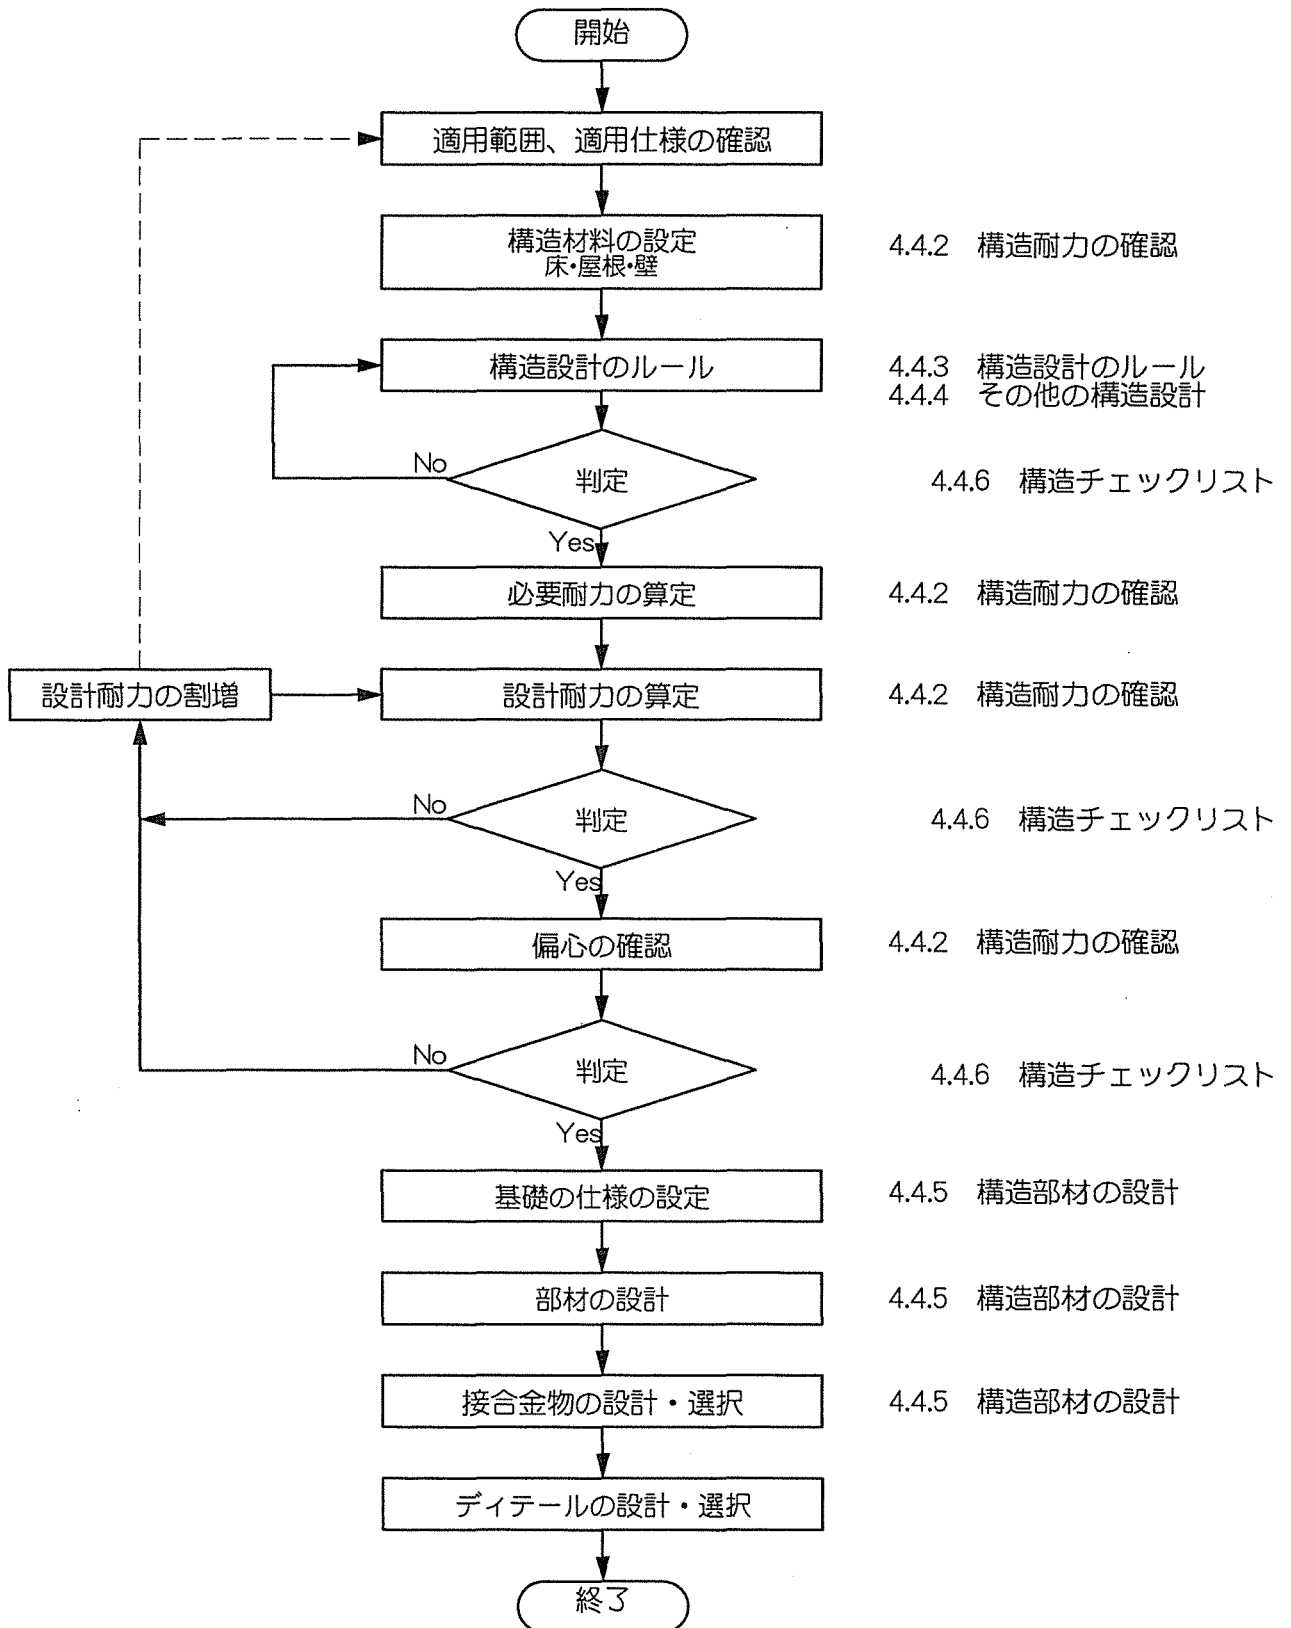 開始
適用範囲、適用仕様の確認
構造材料の設定
床・屋根・壁
4.4.2 構造耐力の確認
構造設計のルール
4.4.3 構造設計のルール
4.4.4 その他の構造設計
No
判定
4.4.6 構造チェックリスト
Yes
必要耐力の算定
4.4.2 構造耐力の確認
設計耐力の割増
設計耐力の算定
4.4.2 構造耐力の確認
No
判定
4.4.6 構造チェックリスト
Yes
偏心の確認
4.4.2 構造耐力の確認
No
判定
4.4.6 構造チェックリスト
Yes
基礎の仕様の設定
4.4.5 構造部材の設計
部材の設計
4.4.5 構造部材の設計
接合金物の設計・選択
4.4.5 構造部材の設計
ディテールの設計・選択
終了